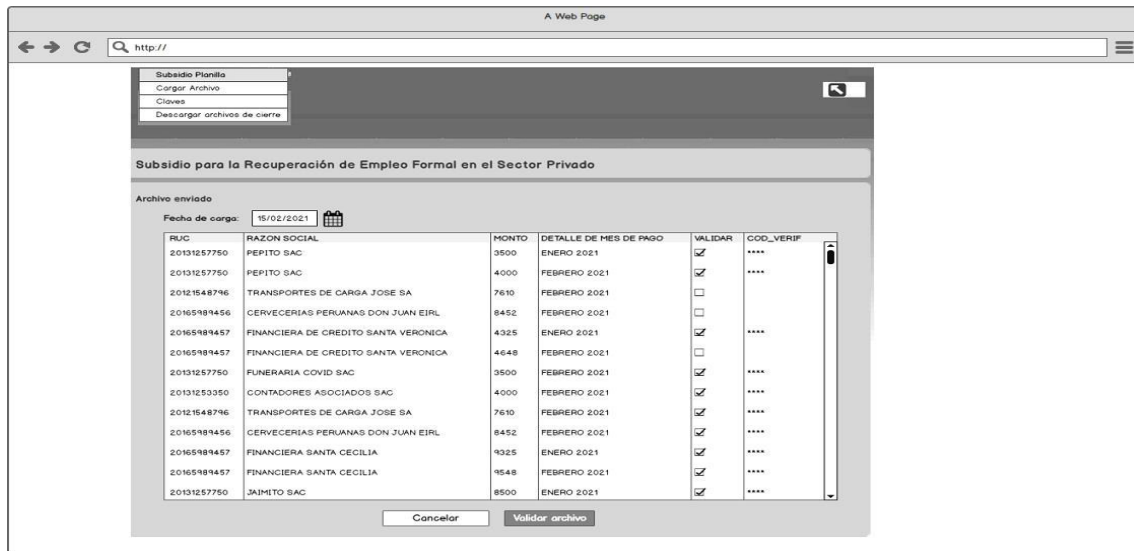 A Web Page
http://
Subsidio Planilla
Cargar Archivo
Claves
Descargar archivos de cierre
Subsidio para la Recuperación de Empleo Formal en el Sector Privado
Archivo enviado
Fecha de carga: 15/02/2021
RUC RAZON SOCIAL MONTO DETALLE DE MES DE PAGO VALIDAR COD_VERIF
20131257750 PEPITO SAC 3500 ENERO 2021 ****
20131257750 PEPITO SAC 4000 FEBRERO 2021 ****
20121548796 TRANSPORTES DE CARGA JOSE SA 7610 FEBRERO 2021
20165989456 CERVECERIAS PERUANAS DON JUAN EIRL 8452 FEBRERO 2021
20165989457 FINANCIERA DE CREDITO SANTA VERONICA 4325 ENERO 2021 ****
20165989457 FINANCIERA DE CREDITO SANTA VERONICA 4648 FEBRERO 2021
20131257750 FUNERARIA COVID SAC 3500 FEBRERO 2021 ****
20131253350 CONTADORES ASOCIADOS SAC 4000 FEBRERO 2021 ****
20121548796 TRANSPORTES DE CARGA JOSE SA 7610 FEBRERO 2021 ****
20165989456 CERVECERIAS PERUANAS DON JUAN EIRL 8452 FEBRERO 2021 ****
20165989457 FINANCIERA SANTA CECILIA 9325 ENERO 2021 ****
20165989457 FINANCIERA SANTA CECILIA 9548 FEBRERO 2021 ****
20131257750 JAIMITO SAC 8500 ENERO 2021 ****
Cancelar Validar archivo